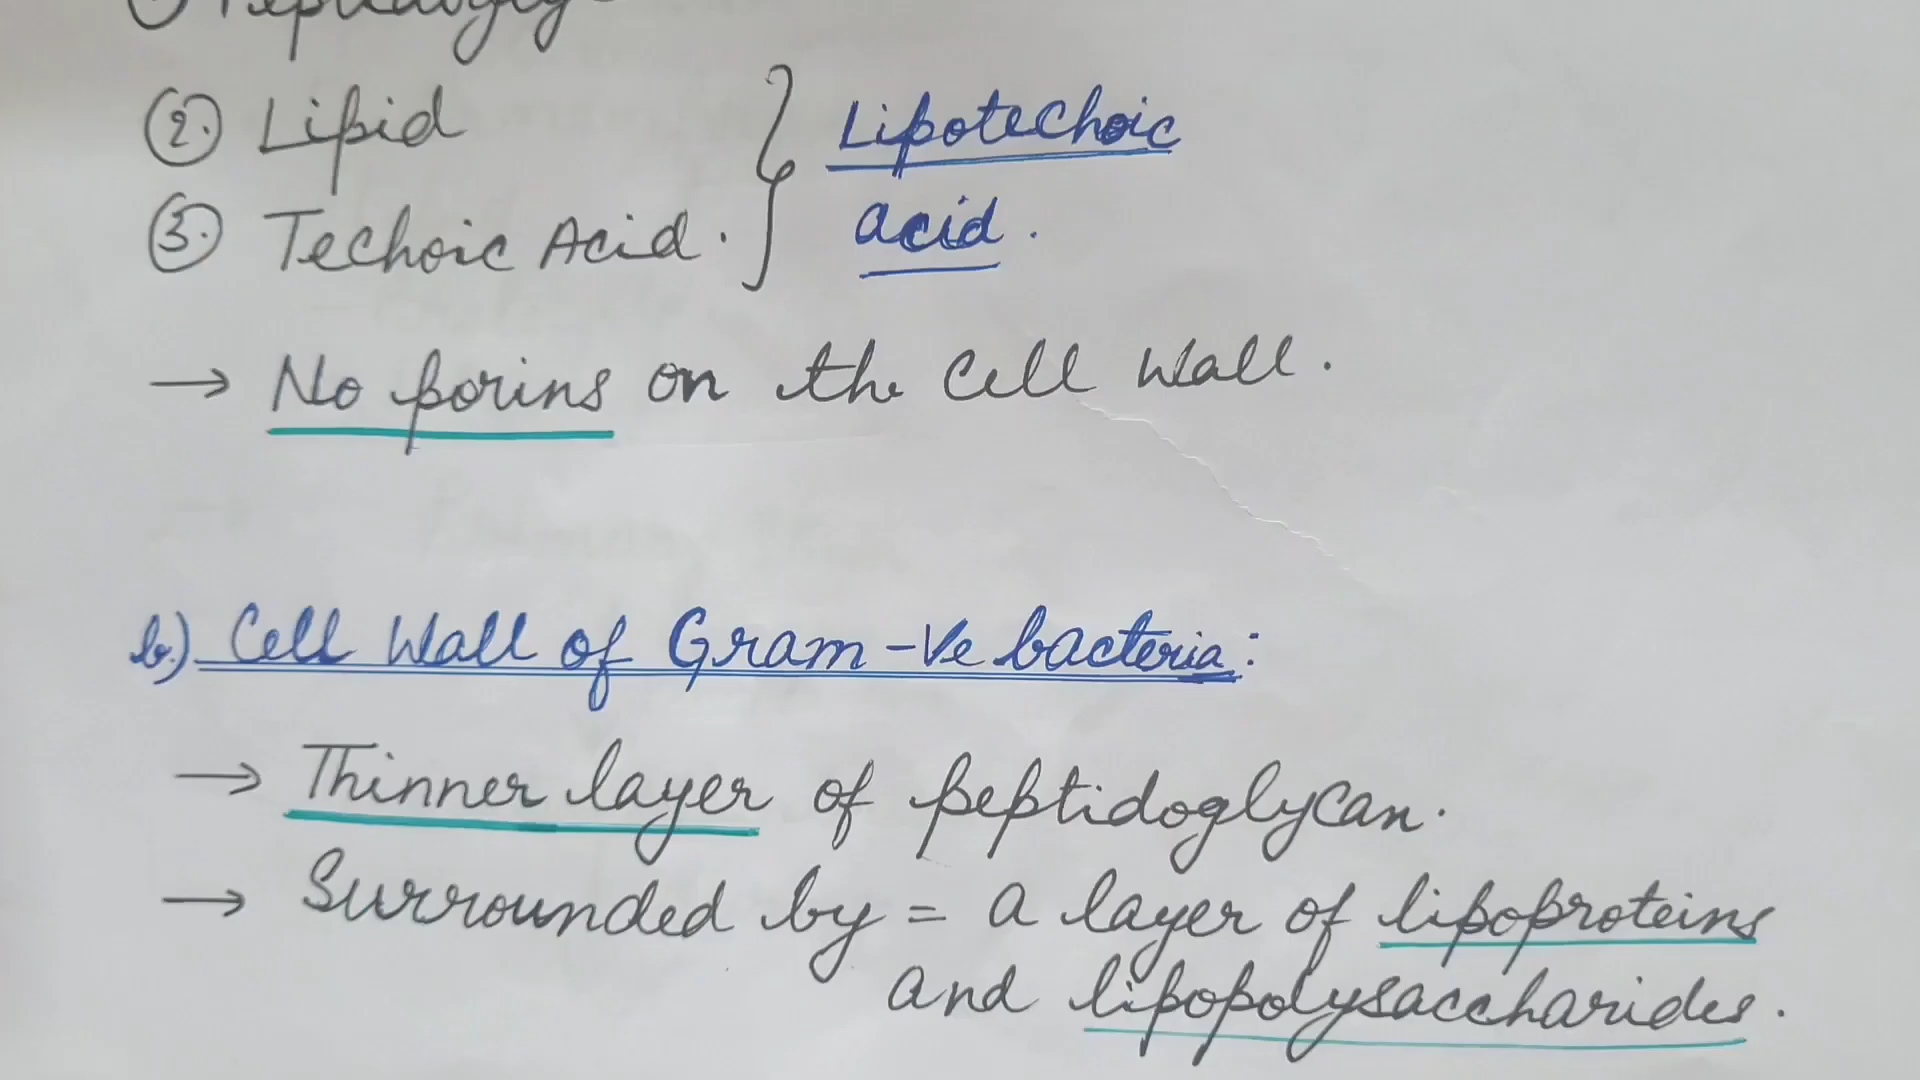 ② Lipid } Lipotechoic
③ Techoic Acid. acid.
→ No porins on the Cell Wall.
b.) Cell Wall of Gram -Ve bacteria:
→ Thinner layer of peptidoglycan.
→ Surrounded by = a layer of lipoproteins
and lipopolysaccharides.